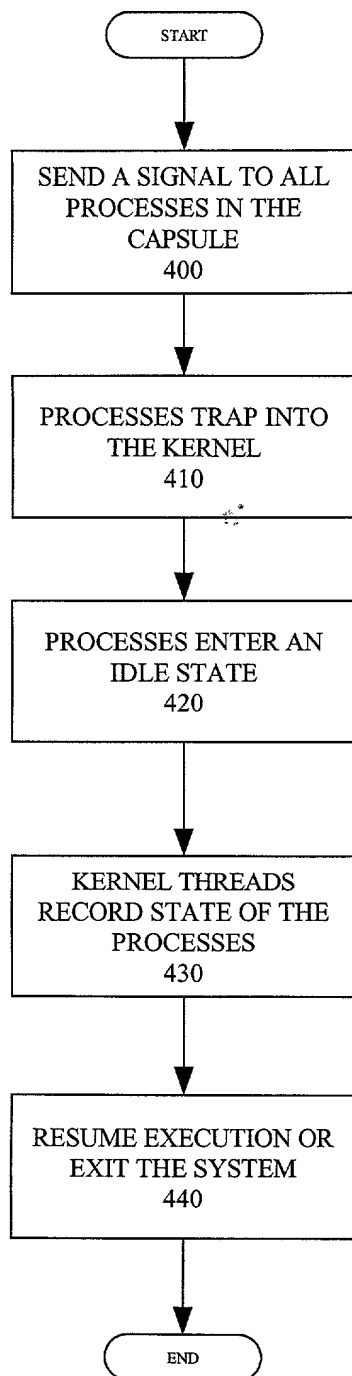 START
SEND A SIGNAL TO ALL
PROCESSES IN THE
CAPSULE
400
PROCESSES TRAP INTO
THE KERNEL
410
PROCESSES ENTER AN
IDLE STATE
420
KERNEL THREADS
RECORD STATE OF THE
PROCESSES
430
RESUME EXECUTION OR
EXIT THE SYSTEM
440
END